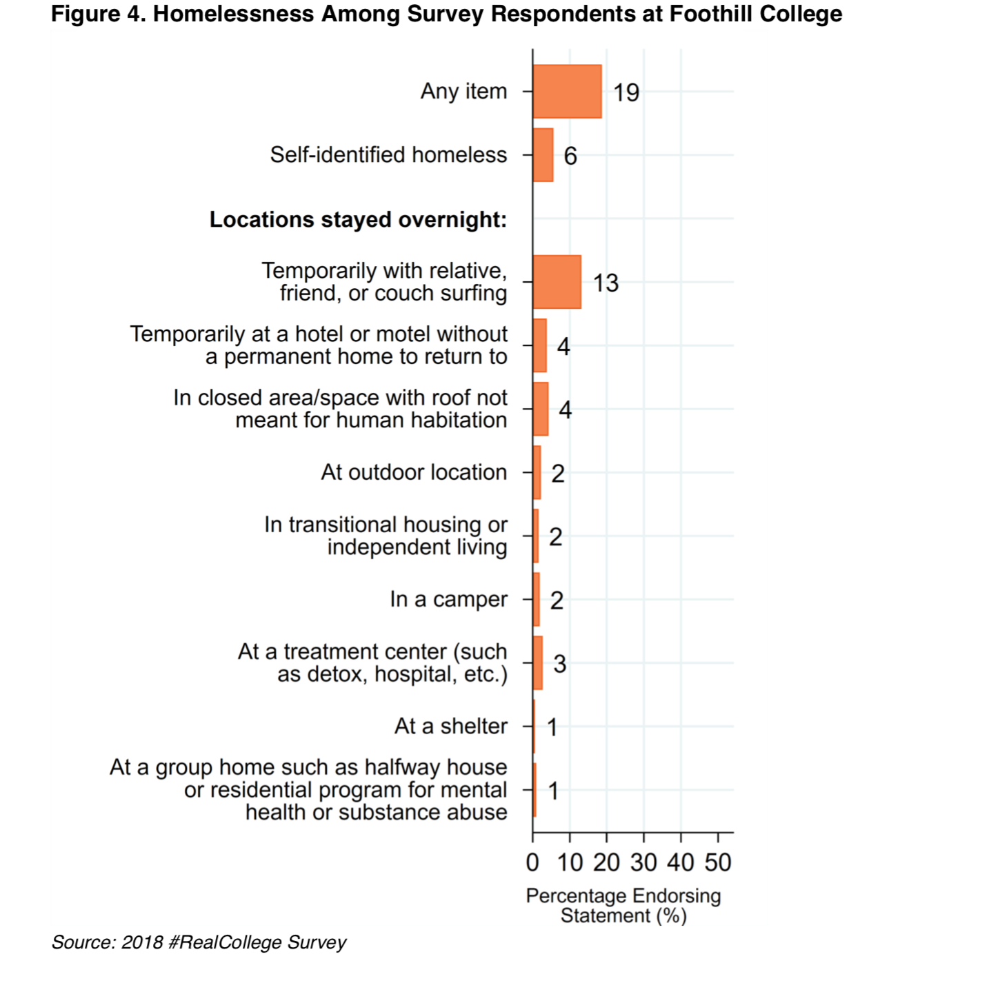 Figure 4. Homelessness Among Survey Respondents at Foothill College
Any item
19
Self-identified homeless
6
Locations stayed overnight:
Temporarily with relative,
friend, or couch surfing
13
Temporarily at a hotel or motel without
a permanent home to return to
4
In closed area/space with roof not
meant for human habitation
4
At outdoor location
2
In transitional housing or
independent living
2
In a camper
2
At a treatment center (such
as detox, hospital, etc.)
3
At a shelter
1
At a group home such as halfway house
or residential program for mental
health or substance abuse
1
0 10 20 30 40 50
Percentage Endorsing
Statement (%)
Source: 2018 #RealCollege Survey